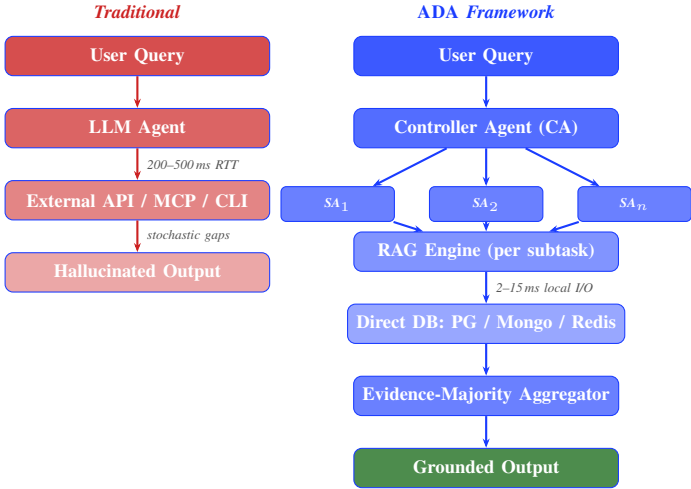 Traditional
User Query
LLM Agent
200–500 ms RTT
External API / MCP / CLI
stochastic gaps
Hallucinated Output
ADA Framework
User Query
Controller Agent (CA)
SA₁
SA₂
SAₙ
RAG Engine (per subtask)
2–15 ms local I/O
Direct DB: PG / Mongo / Redis
Evidence-Majority Aggregator
Grounded Output